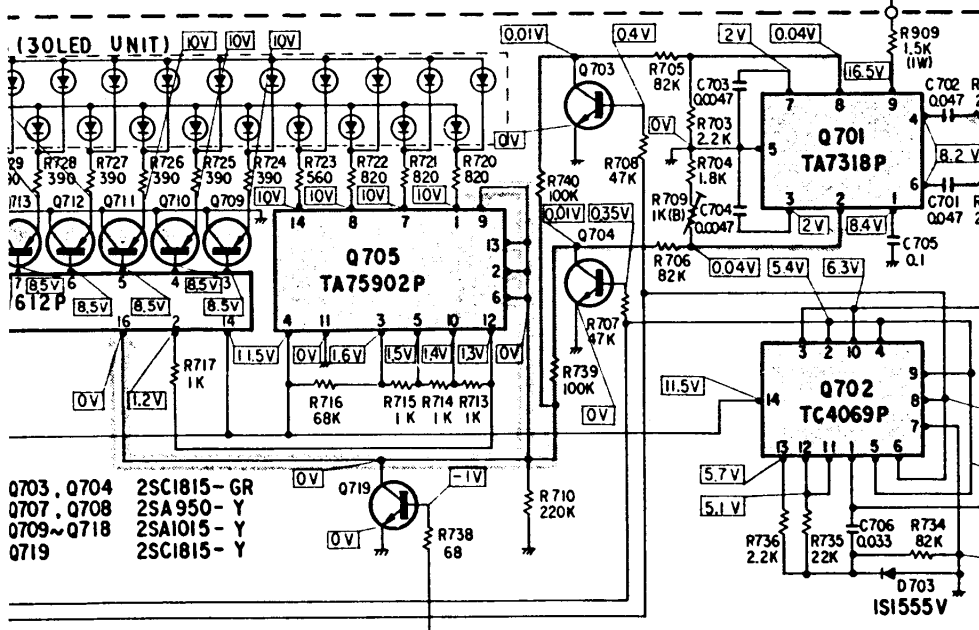 (30LED UNIT)
10V
10V
10V
0.01V
0.4V
2V
0.04V
R909
1.5K
(1W)
Q703
R705
82K
C703
0.0047
16.5V
C702
0.047
7
8
9
4
0V
R703
2.2K
0V
5
Q701
TA7318P
8.2V
R728
390
R727
390
R726
390
R725
390
R724
390
R723
560
R722
820
R721
820
R720
820
R708
47K
R704
1.8K
6
R740
100K
R709
1K(B)
C704
0.0047
3
2
1
C701
0.047
Q713
Q712
Q711
Q710
Q709
10V
10V
10V
14
8
7
1
9
0.01V
0.35V
2V
8.4V
C705
0.1
Q704
13
2
6
Q705
TA75902P
R706
82K
0.04V
5.4V
6.3V
7
6
5
4
3
8.5V
8.5V
8.5V
8.5V
8.5V
612P
16
2
14
4
11
3
5
10
12
R707
47K
3
2
10
4
11.5V
0V
1.6V
1.5V
1.4V
1.3V
0V
R717
1K
R739
100K
11.5V
14
Q702
TC4069P
9
8
7
0V
1.2V
R716
68K
R715
1K
R714
1K
R713
1K
0V
13
12
11
1
5
6
5.7V
0V
Q719
-1V
5.1V
Q703, Q704 2SC1815-GR
Q707, Q708 2SA950-Y
Q709~Q718 2SA1015-Y
Q719 2SC1815-Y
0V
R738
68
R710
220K
R736
2.2K
R735
22K
C706
0.033
R734
82K
D703
1S1555V